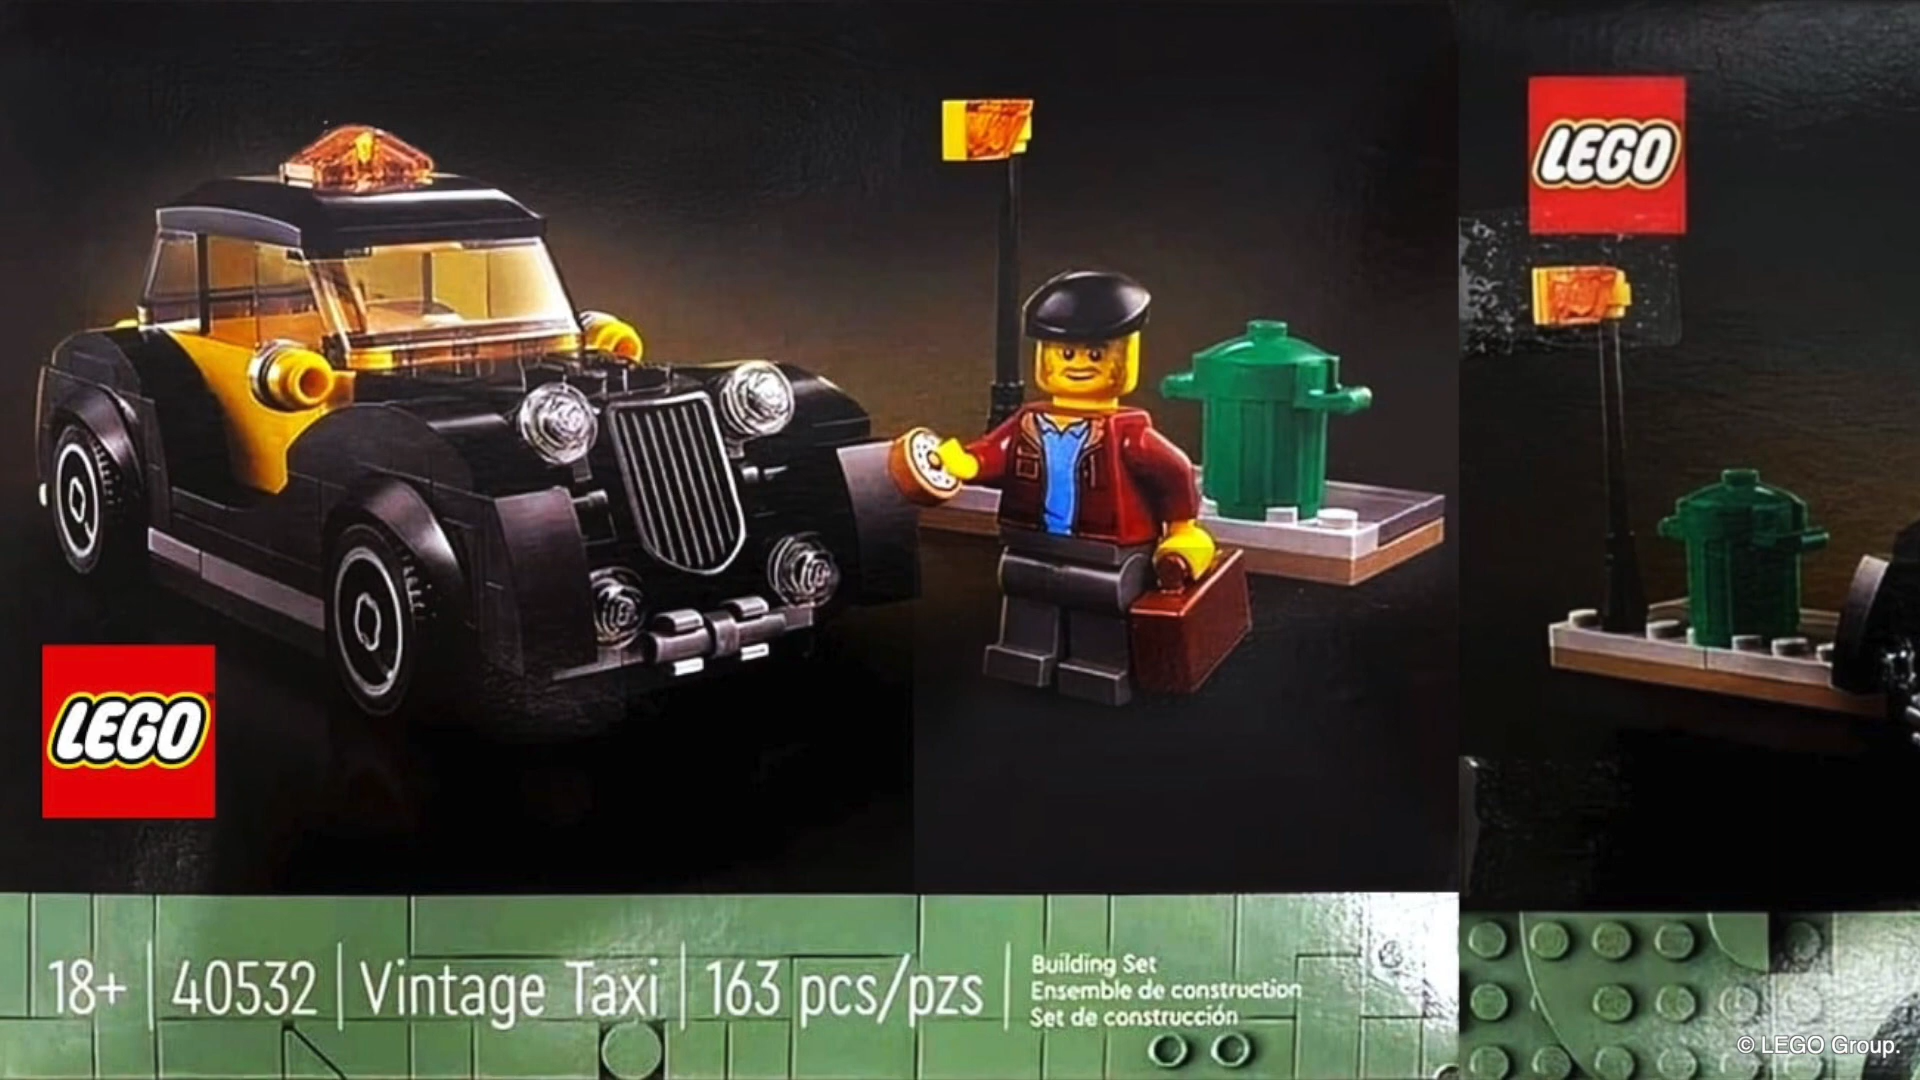 LEGO
LEGO
18+ | 40532 | Vintage Taxi | 163 pcs/pzs
Building Set
Ensemble de construction
Set de construcción
© LEGO Group.